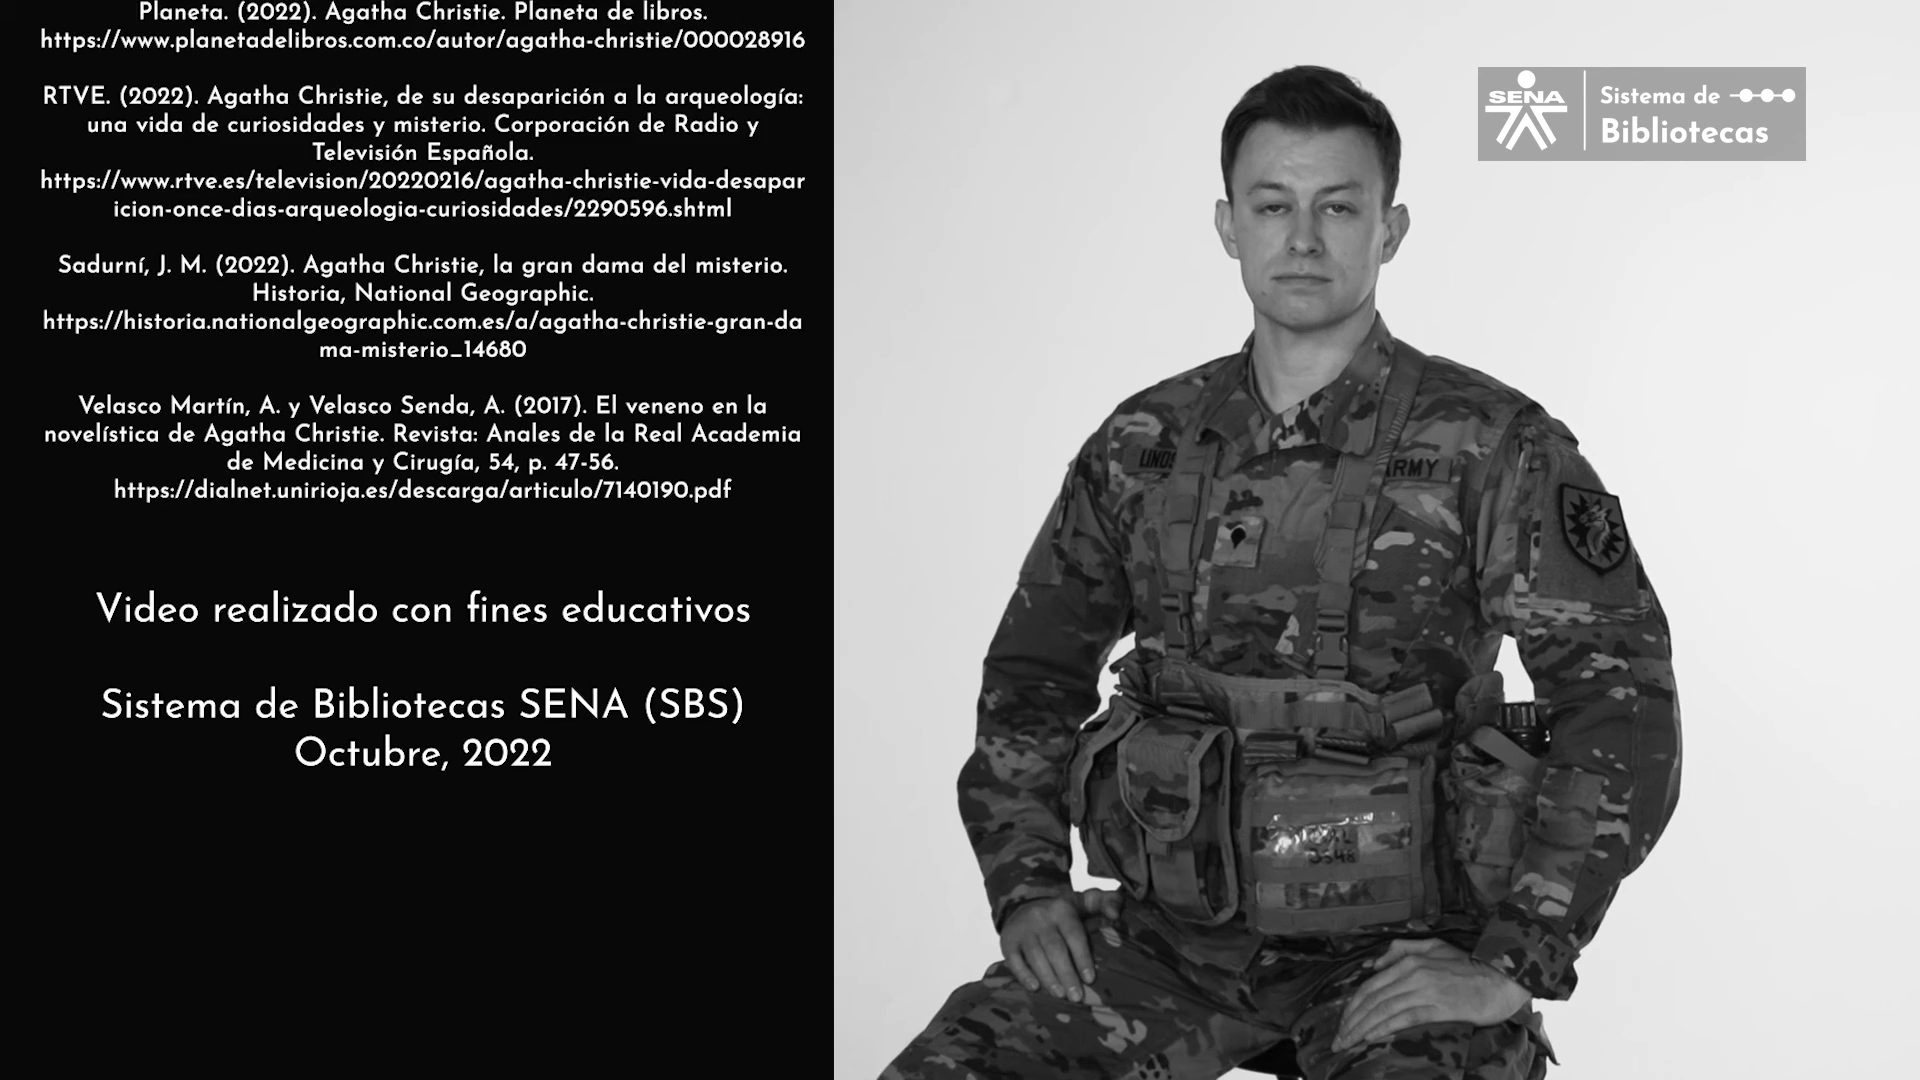 Planeta. (2022). Agatha Christie. Planeta de libros.
https://www.planetadelibros.com.co/autor/agatha-christie/000028916
RTVE. (2022). Agatha Christie, de su desaparición a la arqueología:
una vida de curiosidades y misterio. Corporación de Radio y
Televisión Española.
https://www.rtve.es/television/20220216/agatha-christie-vida-desapar
icion-once-dias-arqueologia-curiosidades/2290596.shtml
Sadurní, J. M. (2022). Agatha Christie, la gran dama del misterio.
Historia, National Geographic.
https://historia.nationalgeographic.com.es/a/agatha-christie-gran-da
ma-misterio_14680
Velasco Martín, A. y Velasco Senda, A. (2017). El veneno en la
novelística de Agatha Christie. Revista: Anales de la Real Academia
de Medicina y Cirugía, 54, p. 47-56.
https://dialnet.unirioja.es/descarga/articulo/7140190.pdf
Video realizado con fines educativos
Sistema de Bibliotecas SENA (SBS)
Octubre, 2022
SENA
Sistema de
Bibliotecas
ARMY